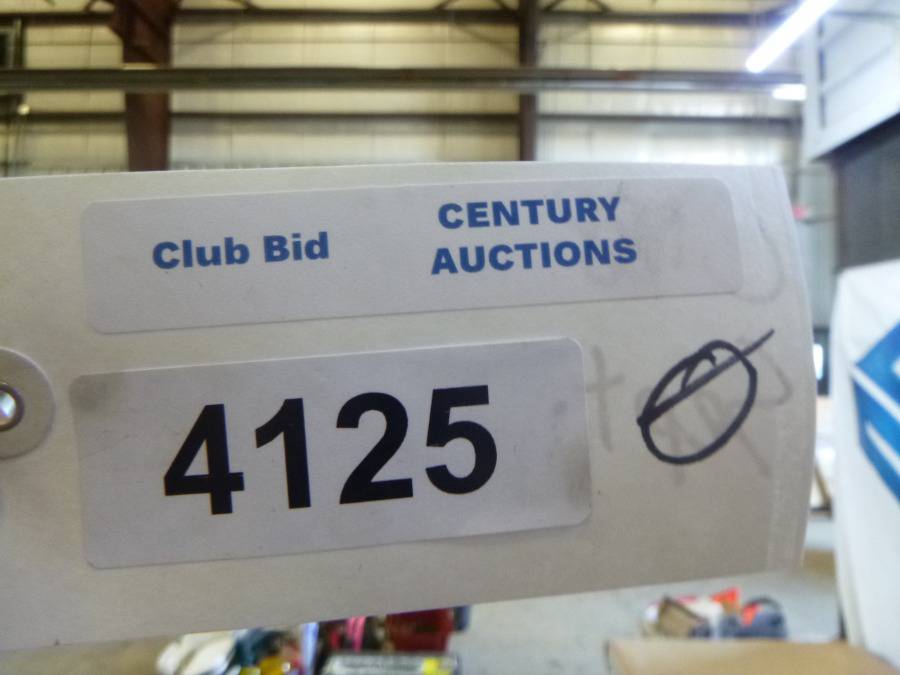 Club Bid
CENTURY
AUCTIONS
4125